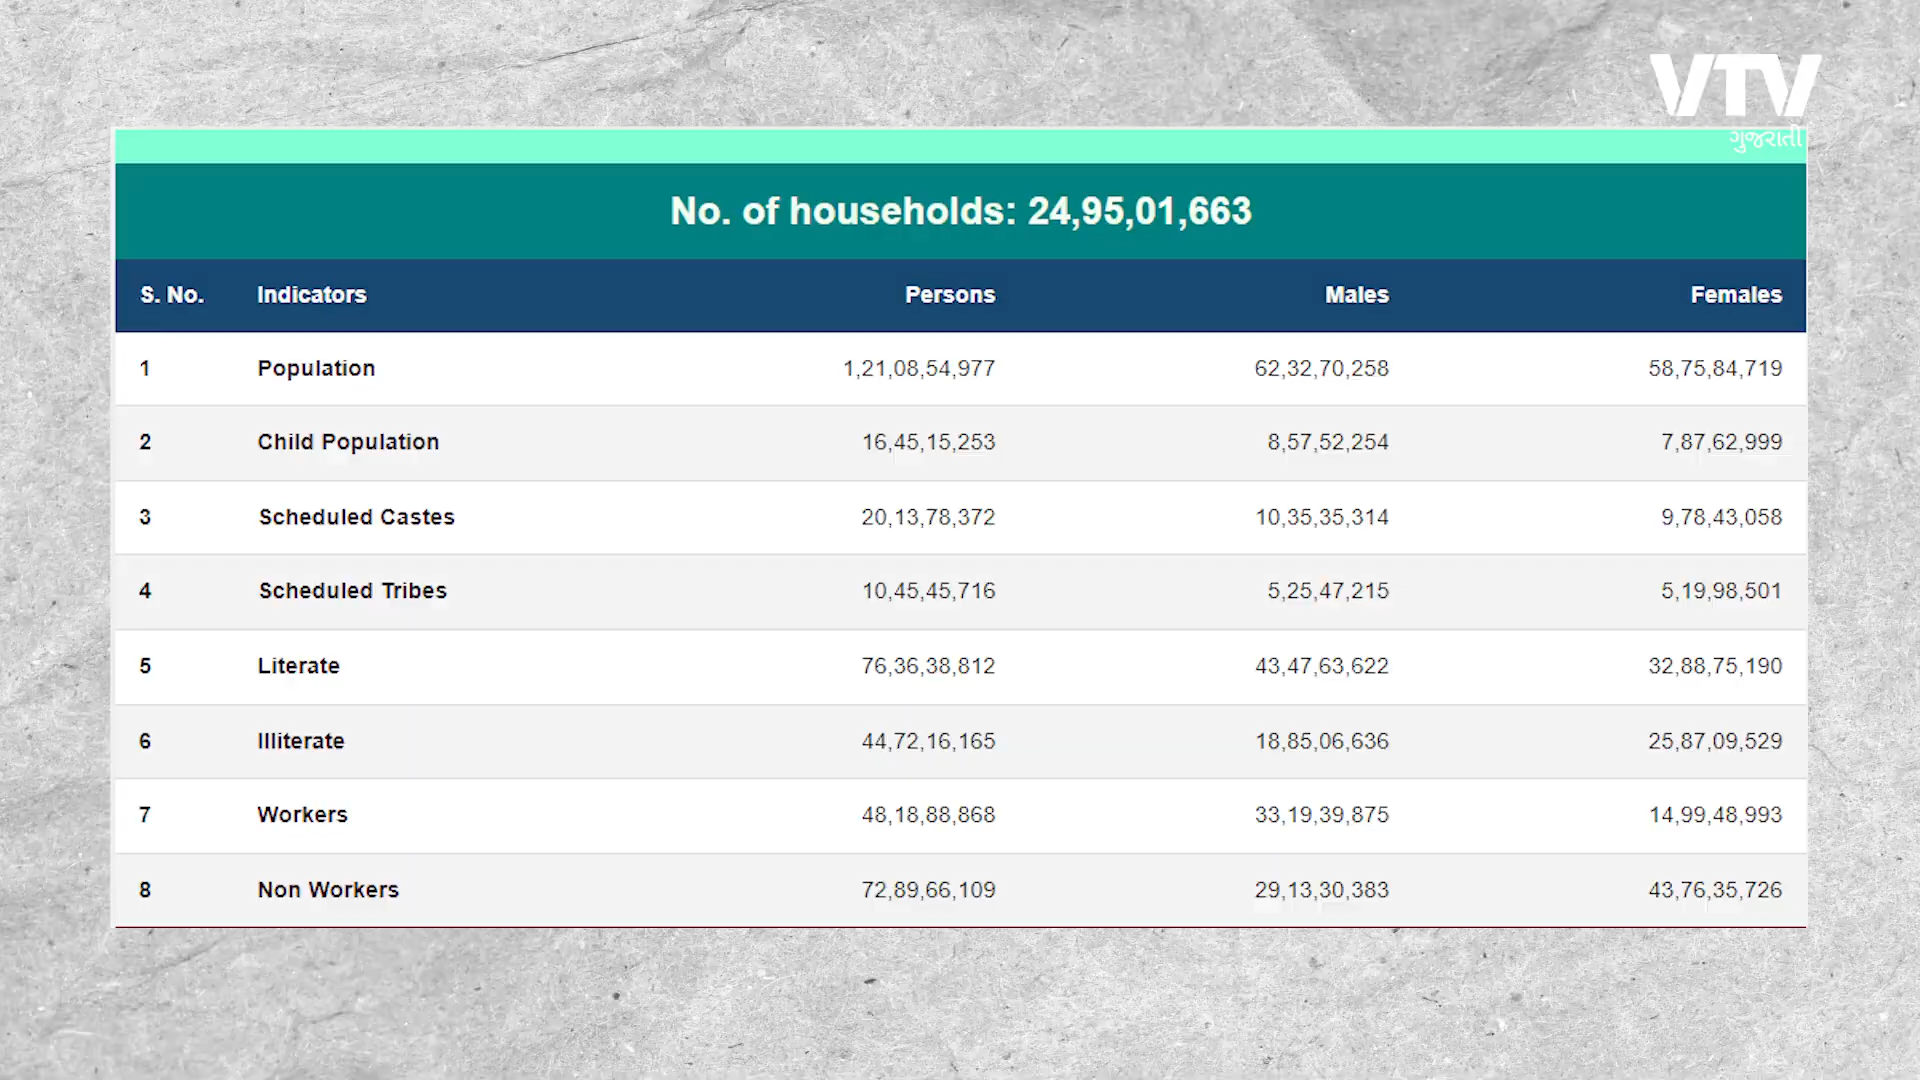 VTV
ગુજરાતી
No. of households: 24,95,01,663
S. No. Indicators Persons Males Females
1 Population 1,21,08,54,977 62,32,70,258 58,75,84,719
2 Child Population 16,45,15,253 8,57,52,254 7,87,62,999
3 Scheduled Castes 20,13,78,372 10,35,35,314 9,78,43,058
4 Scheduled Tribes 10,45,45,716 5,25,47,215 5,19,98,501
5 Literate 76,36,38,812 43,47,63,622 32,88,75,190
6 Illiterate 44,72,16,165 18,85,06,636 25,87,09,529
7 Workers 48,18,88,868 33,19,39,875 14,99,48,993
8 Non Workers 72,89,66,109 29,13,30,383 43,76,35,726